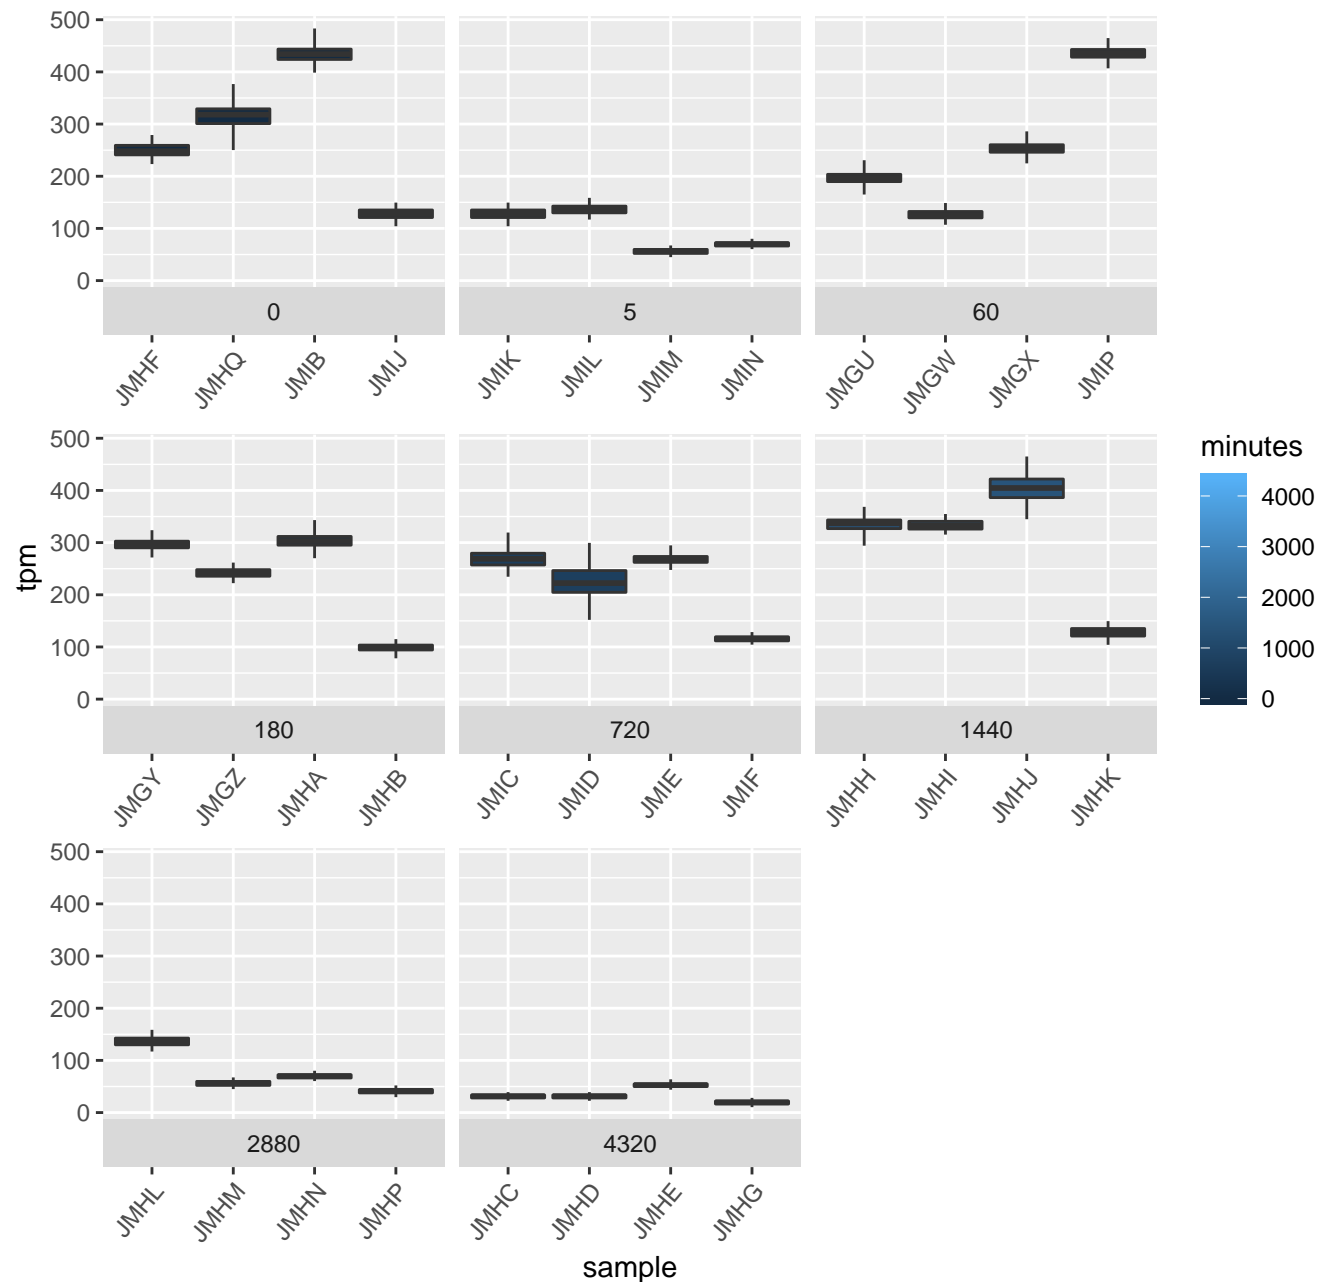 500
400
300
200
100
0
0
5
60
JMHF
JMHQ
JMIB
JMIJ
JMIK
JMIL
JMIM
JMIN
JMGU
JMGW
JMGX
JMIP
500
400
300
200
100
0
180
720
1440
JMGY
JMGZ
JMHA
JMHB
JMIC
JMID
JMIE
JMIF
JMHH
JMHI
JMHJ
JMHK
tpm
minutes
4000
3000
2000
1000
0
500
400
300
200
100
0
2880
4320
JMHL
JMHM
JMHN
JMHP
JMHC
JMHD
JMHE
JMHG
sample